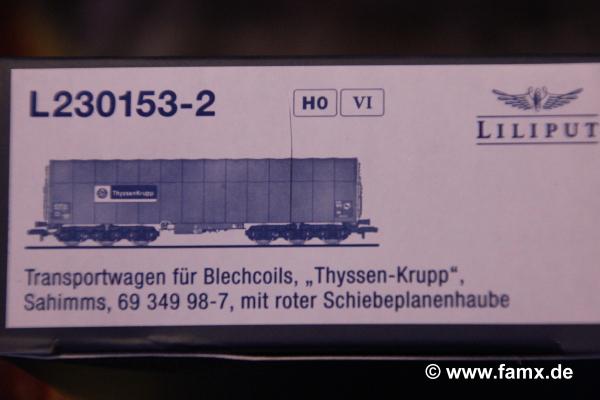 L230153-2
H0 VI
LILIPUT
ThyssenKrupp
Transportwagen für Blechcoils, „Thyssen-Krupp“,
Sahimms, 69 349 98-7, mit roter Schiebeplanenhaube
© www.famx.de